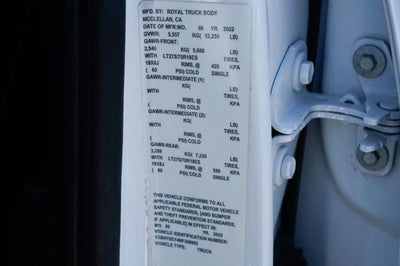 MFD. BY: ROYAL TRUCK BODY
MCCLELLAN, CA
DATE OF MFR:MO. 06 YR. 2022
GVWR: 5,557 KG( 12,250 LB)
GAWR-FRONT:
2,540 KG( 5,600 LB)
WITH LT275/70R18ES TIRES,
18X8J RIMS, @ 420 KPA
( 60 PSI) COLD SINGLE
GAWR-INTERMEDIATE (1):
KG( LB)
WITH TIRES,
RIMS, @ KPA
( PSI) COLD
GAWR-INTERMEDIATE (2):
KG( LB)
WITH TIRES,
RIMS, @ KPA
( PSI) COLD
GAWR-REAR:
KG( 7,230 LB)
WITH LT275/70R18ES TIRES,
18X8J RIMS, @ 550 KPA
( 80 PSI) COLD SINGLE
THIS VEHICLE CONFORMS TO ALL
APPLICABLE FEDERAL MOTOR VEHICLE
SAFETY STANDARDS, [AND BUMPER
AND THEFT PREVENTION STANDARDS,
IF APPLICABLE] IN EFFECT IN
MO. YR. 2022
VEHICLE IDENTIFICATION NUMBER:
VEHICLE TYPE: TRUCK